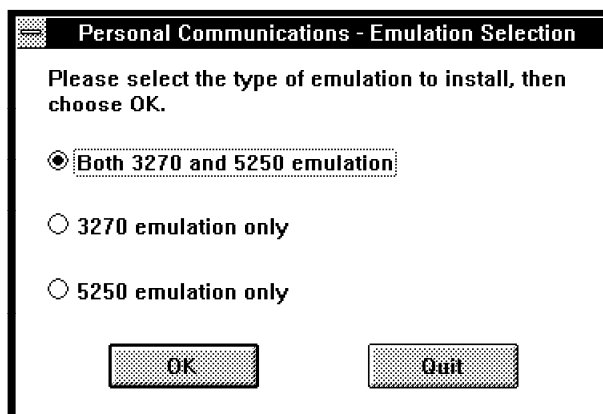 Personal Communications - Emulation Selection
Please select the type of emulation to install, then
choose OK.
Both 3270 and 5250 emulation
3270 emulation only
5250 emulation only
OK
Quit